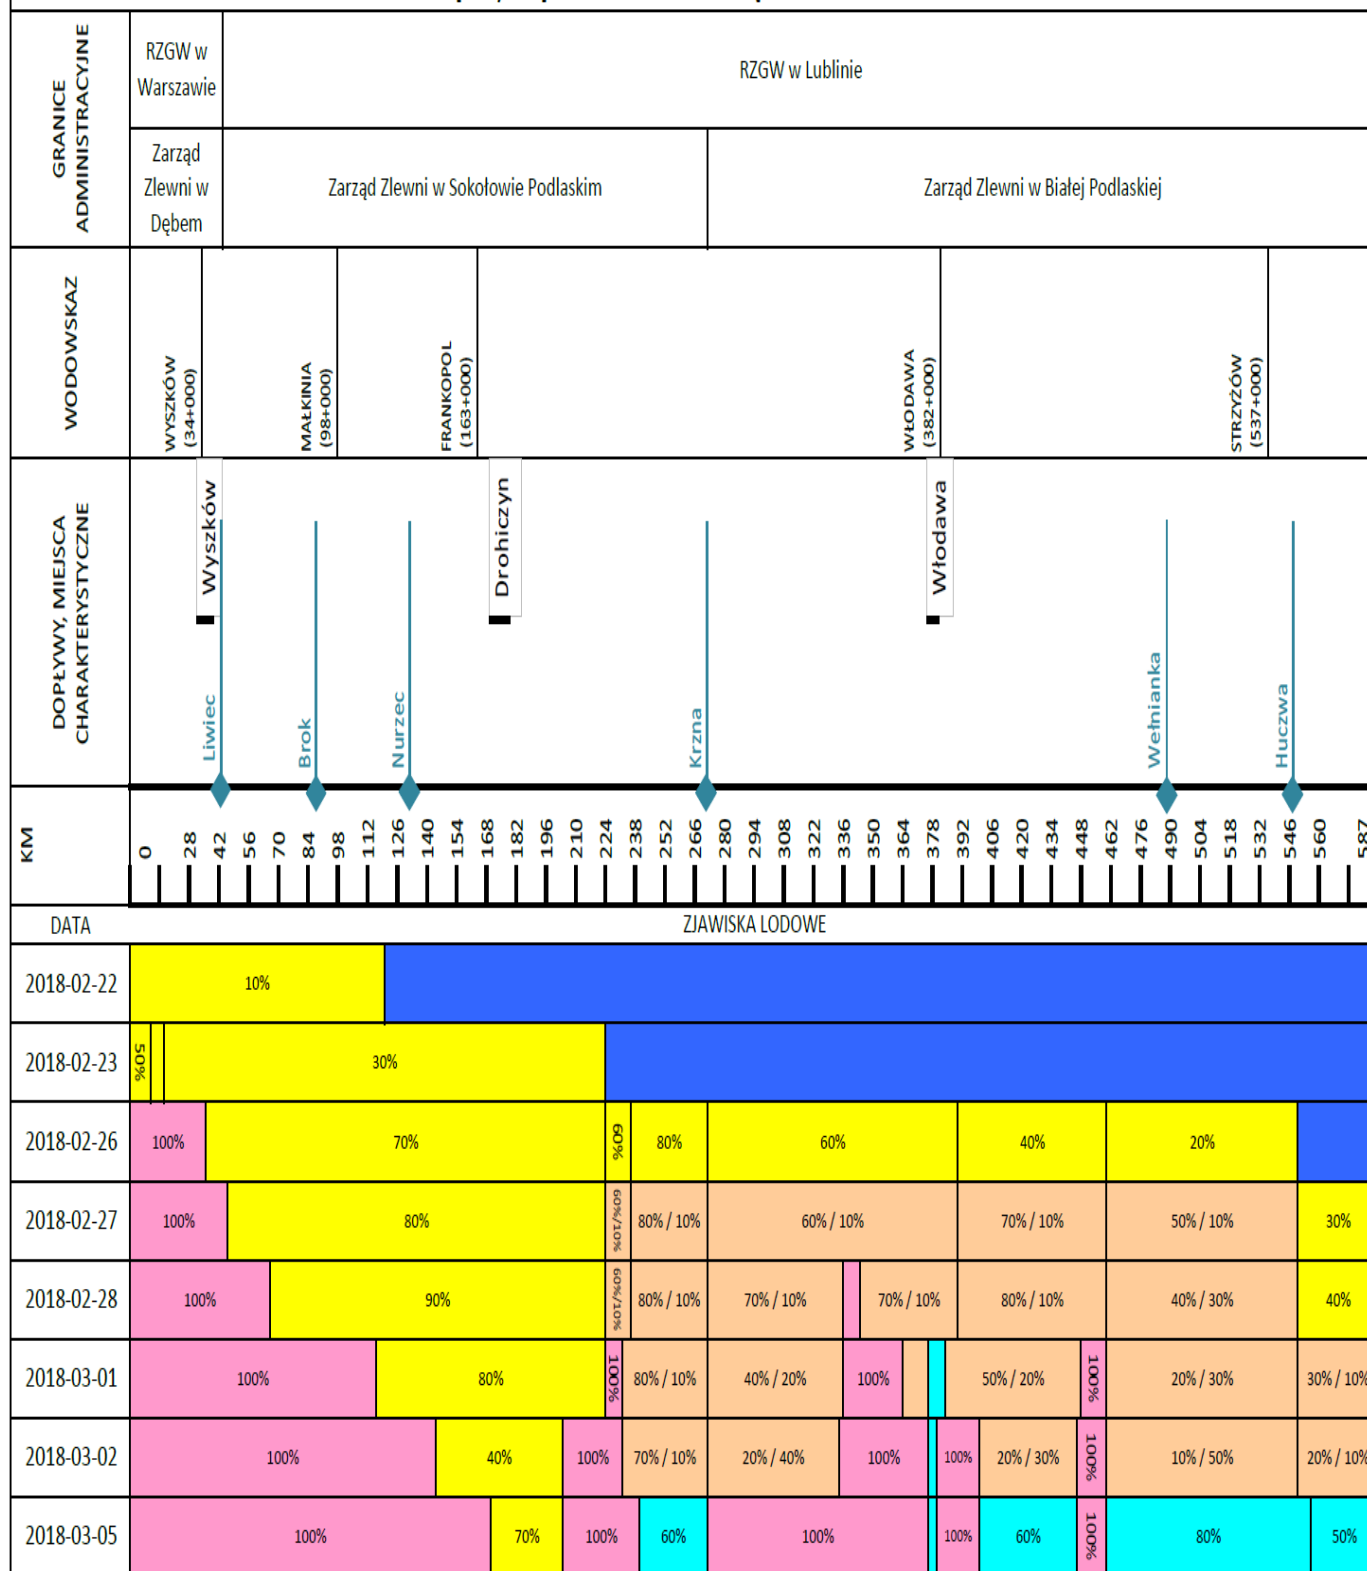 GRANICE
ADMINISTRACYJNE
RZGW w
Warszawie
RZGW w Lublinie
Zarząd
Zlewni w
Dębem
Zarząd Zlewni w Sokołowie Podlaskim
Zarząd Zlewni w Białej Podlaskiej
WODOWSKAZ
WYSZKÓW
(34+000)
MAŁKINIA
(98+000)
FRANKOPOL
(163+000)
WŁODAWA
(382+000)
STRZYŻÓW
(537+000)
DOPŁYWY, MIEJSCA
CHARAKTERYSTYCZNE
Wyszków
Drohiczyn
Włodawa
Liwiec
Brok
Nurzec
Krzna
Wełnianka
Huczwa
KM
0 28 42 56 70 84 98 112 126 140 154 168 182 196 210 224 238 252 266 280 294 308 322 336 350 364 378 392 406 420 434 448 462 476 490 504 518 532 546 560 587
DATA
ZJAWISKA LODOWE
2018-02-22 10%
2018-02-23 50% 30%
2018-02-26 100% 70% 60% 80% 60% 40% 20%
2018-02-27 100% 80% 60%/10% 80% / 10% 60% / 10% 70% / 10% 50% / 10% 30%
2018-02-28 100% 90% 60%/10% 80% / 10% 70% / 10% 70% / 10% 80% / 10% 40% / 30% 40%
2018-03-01 100% 80% 100% 80% / 10% 40% / 20% 100% 50% / 20% 100% 20% / 30% 30% / 10%
2018-03-02 100% 40% 100% 70% / 10% 20% / 40% 100% 100% 20% / 30% 100% 10% / 50% 20% / 10%
2018-03-05 100% 70% 100% 60% 100% 100% 60% 100% 80% 50%